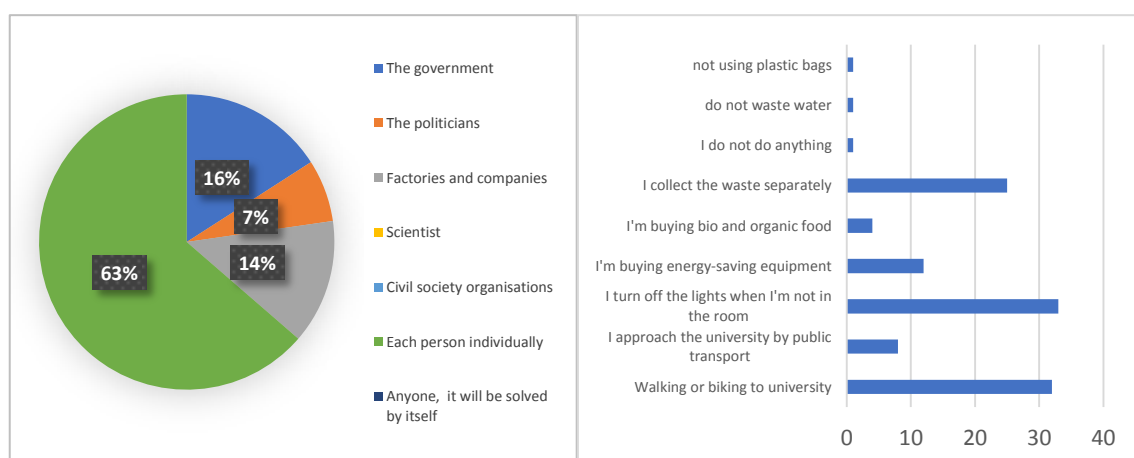 The government
The politicians
Factories and companies
Scientist
Civil society organisations
Each person individually
Anyone, it will be solved
by itself
16%
7%
14%
63%
not using plastic bags
do not waste water
I do not do anything
I collect the waste separately
I'm buying bio and organic food
I'm buying energy-saving equipment
I turn off the lights when I'm not in
the room
I approach the university by public
transport
Walking or biking to university
0 10 20 30 40